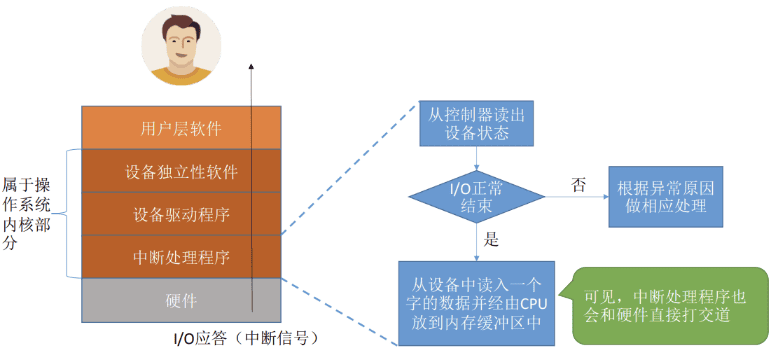 用户层软件
设备独立性软件
设备驱动程序
中断处理程序
硬件
属于操
作系统
内核部
分
I/O应答（中断信号）
从控制器读出
设备状态
I/O正常
结束
否
根据异常原因
做相应处理
是
从设备中读入一个
字的数据并经由CPU
放到内存缓冲区中
可见，中断处理程序也
会和硬件直接打交道